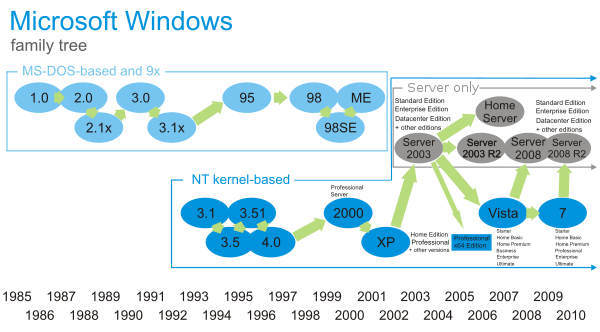 Microsoft Windows
family tree
MS-DOS-based and 9x
1.0
2.0
2.1x
3.0
3.1x
95
98
98SE
ME
Server only
Standard Edition
Enterprise Edition
Datacenter Edition
+ other editions
Server
2003
Home
Server
Server
2003 R2
Server
2008
Server
2008 R2
Standard Edition
Enterprise Edition
Datacenter Edition
+ other editions
NT kernel-based
3.1
3.5
3.51
4.0
Professional
Server
2000
XP
Home Edition
Professional
+ other versions
Professional
x64 Edition
Vista
Starter
Home Basic
Home Premium
Business
Enterprise
Ultimate
7
Starter
Home Basic
Home Premium
Professional
Enterprise
Ultimate
1985 1987 1989 1991 1993 1995 1997 1999 2001 2003 2005 2007 2009
1986 1988 1990 1992 1994 1996 1998 2000 2002 2004 2006 2008 2010